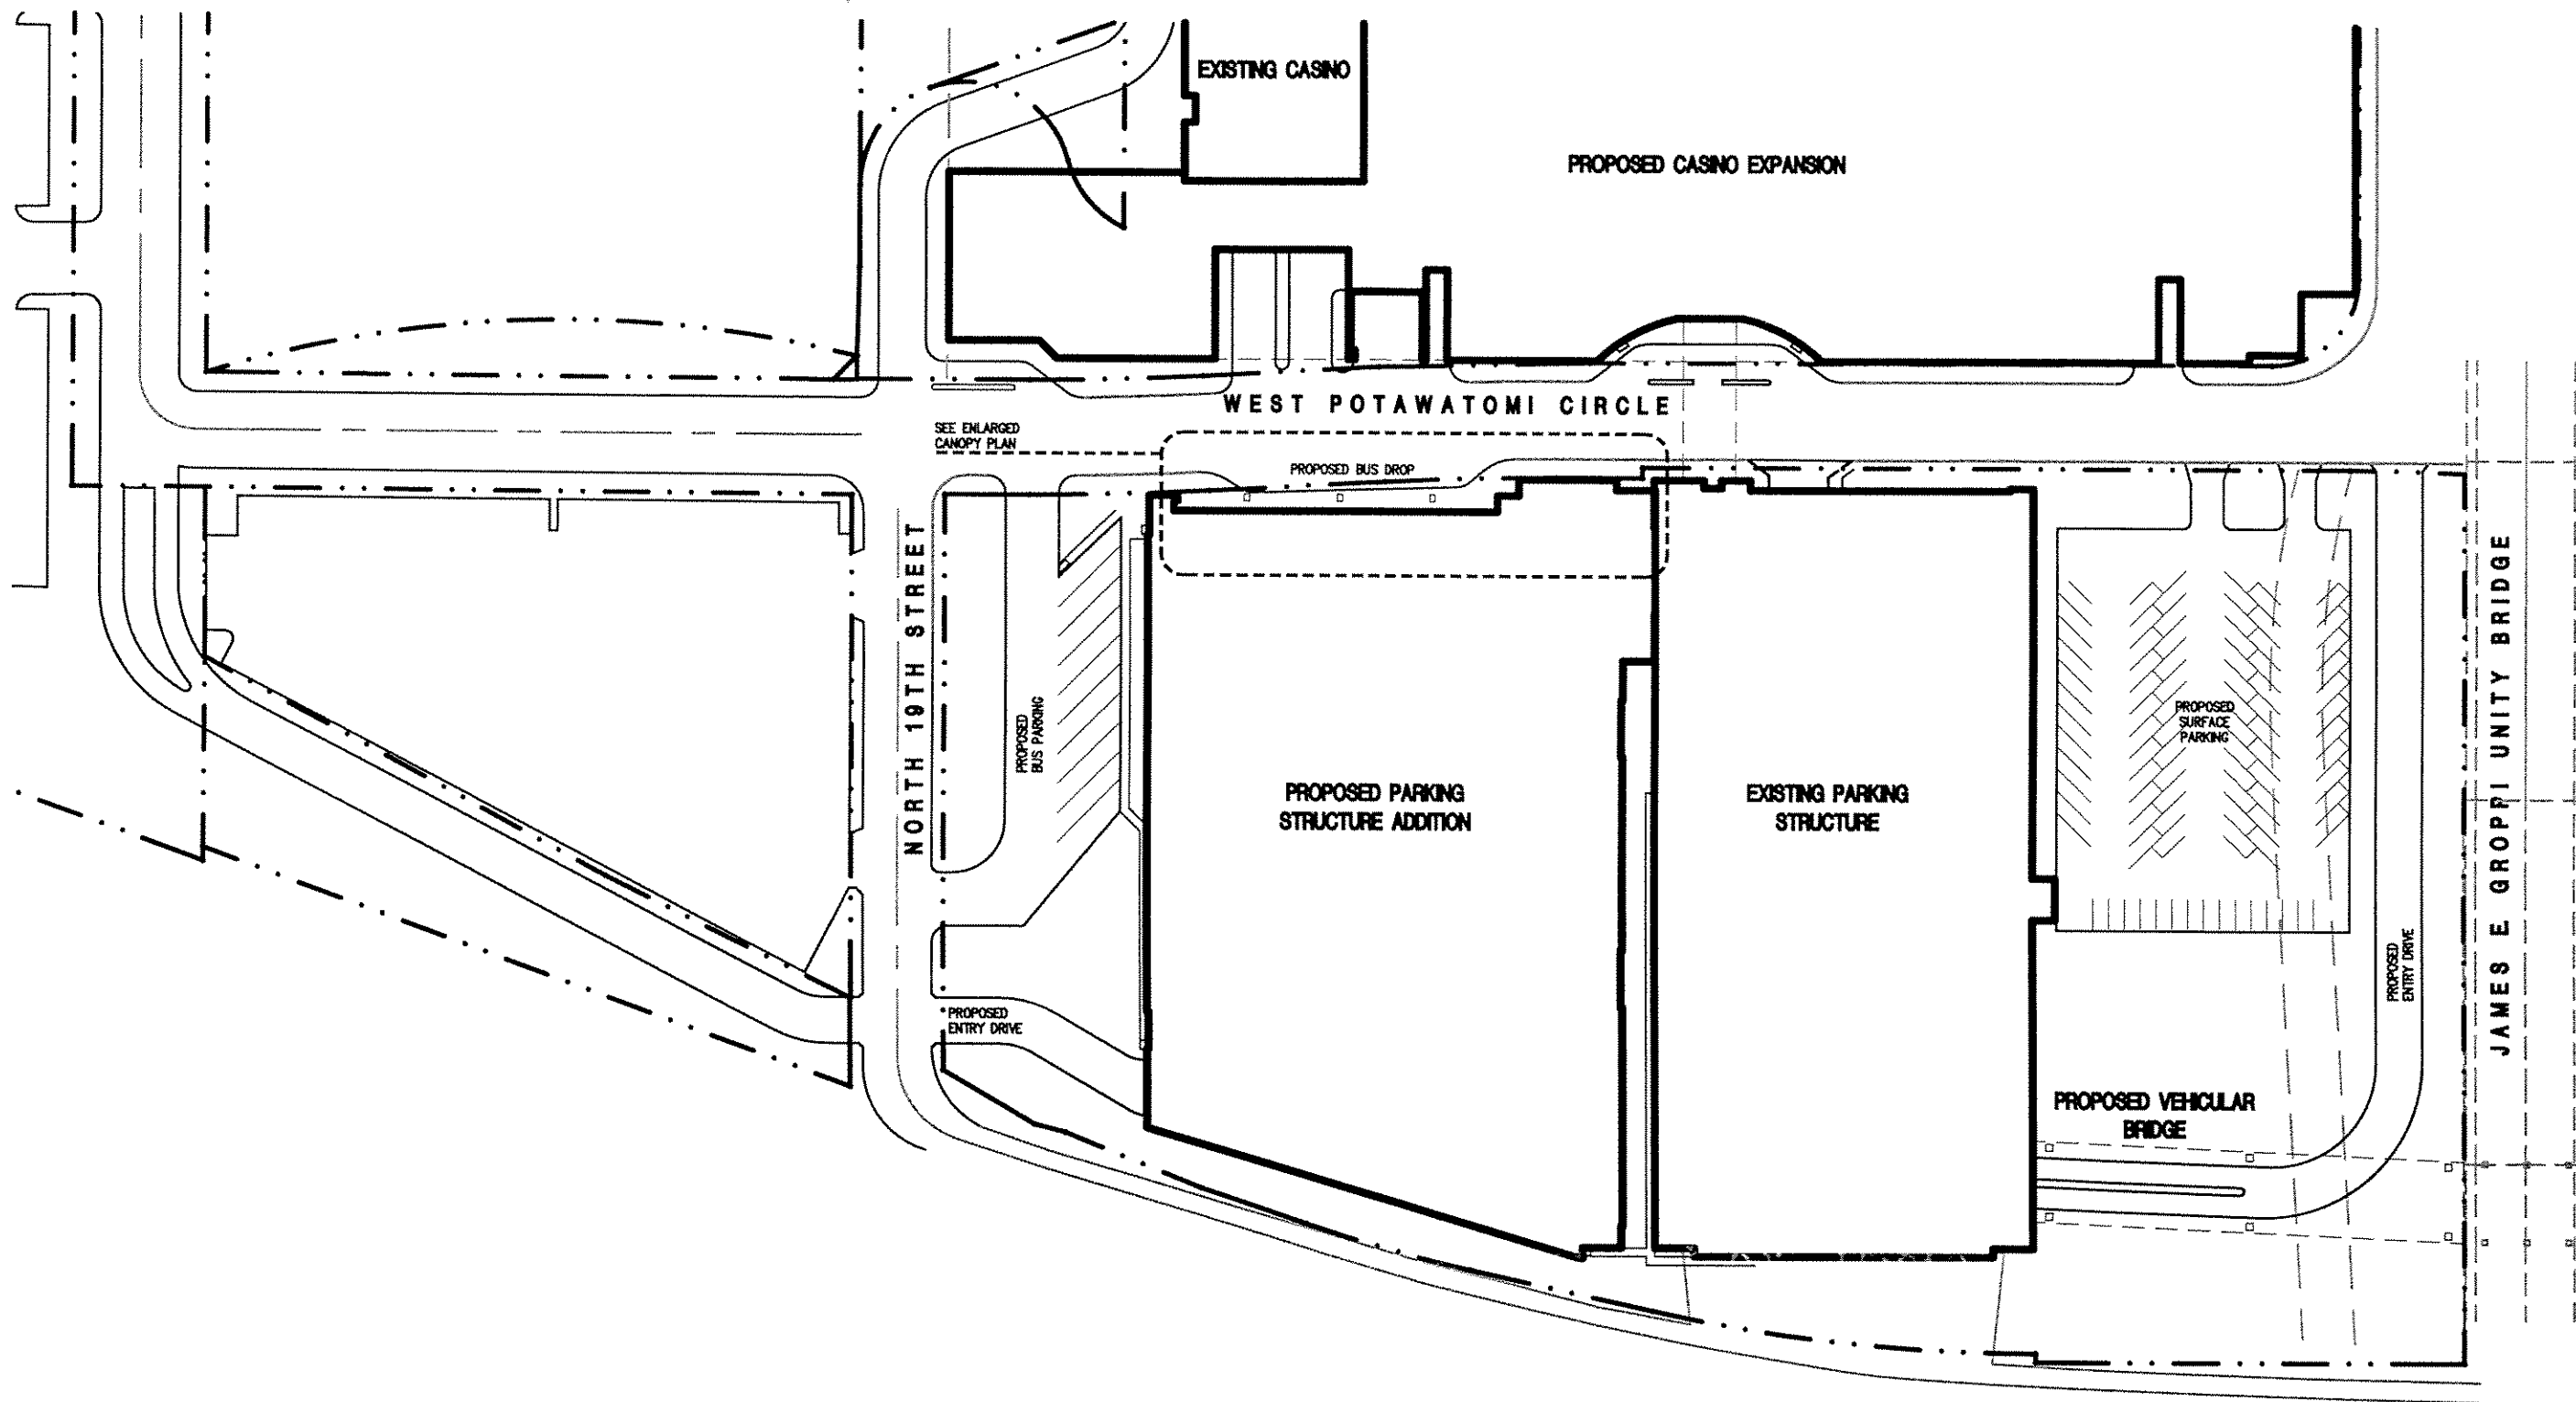 EXISTING CASINO
PROPOSED CASINO EXPANSION
WEST POTAWATOMI CIRCLE
SEE ENLARGED
CANOPY PLAN
PROPOSED BUS DROP
NORTH 19TH STREET
PROPOSED
BUS PARKING
PROPOSED PARKING
STRUCTURE ADDITION
EXISTING PARKING
STRUCTURE
PROPOSED
SURFACE
PARKING
JAMES E GROPPI UNITY BRIDGE
PROPOSED
ENTRY DRIVE
PROPOSED
ENTRY DRIVE
PROPOSED VEHICULAR
BRIDGE